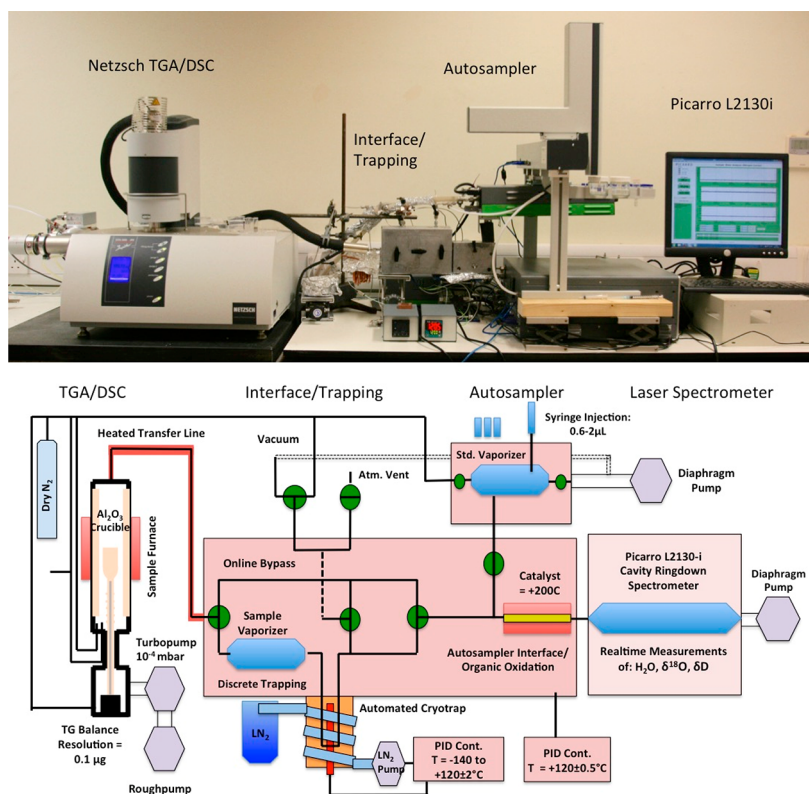 Netzsch TGA/DSC
Autosampler
Picarro L2130i
Interface/
Trapping
NETZSCH
TGA/DSC
Interface/Trapping
Autosampler
Laser Spectrometer
Heated Transfer Line
Vacuum
Atm. Vent
Syringe Injection:
0.6-2μL
Std. Vaporizer
Diaphragm
Pump
Dry N₂
Al₂O₃
Crucible
Sample Furnace
Online Bypass
Catalyst
= +200C
Picarro L2130-i
Cavity Ringdown
Spectrometer
Diaphragm
Pump
Sample
Vaporizer
Autosampler Interface/
Organic Oxidation
Realtime Measurements
of: H₂O, δ¹⁸O, δD
Turbopump
10⁻⁴ mbar
Discrete Trapping
Automated Cryotrap
LN₂
TG Balance
Resolution =
0.1 μg
LN₂
Pump
PID Cont.
T = -140 to
+120±2°C
PID Cont.
T = +120±0.5°C
Roughpump